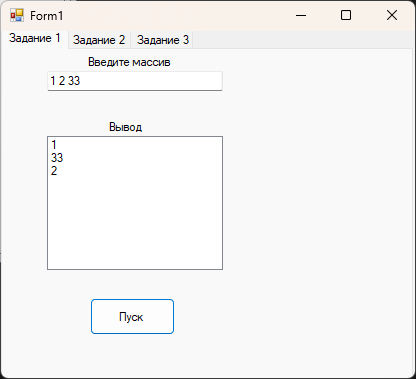 Form1
Задание 1 Задание 2 Задание 3
Введите массив
1 2 33
Вывод
1
33
2
Пуск